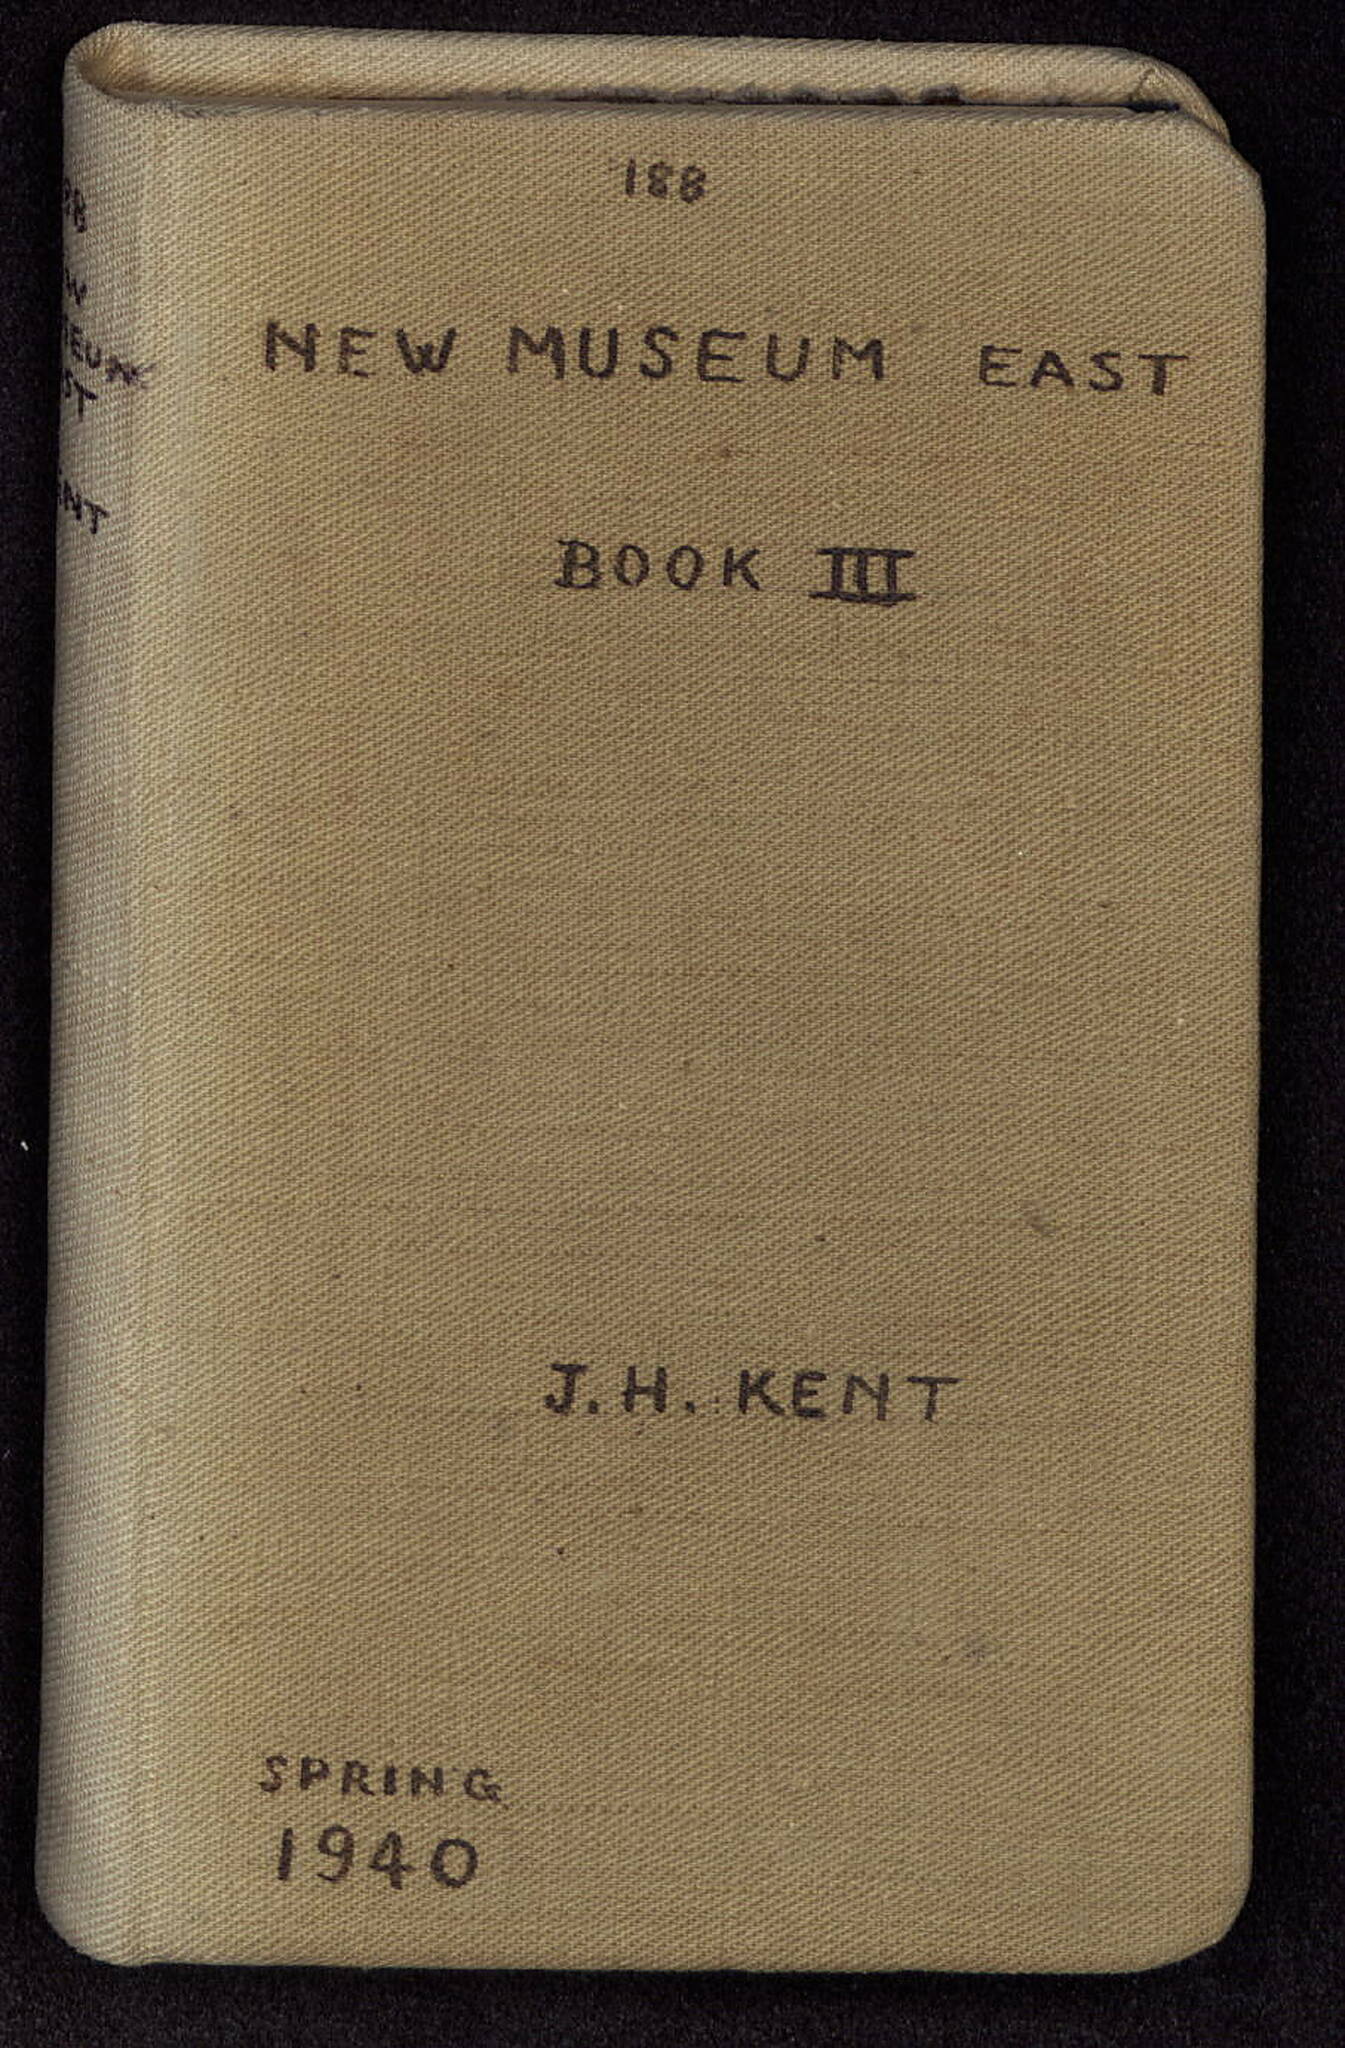 188
NEW MUSEUM EAST
BOOK III
J. H. KENT
SPRING
1940